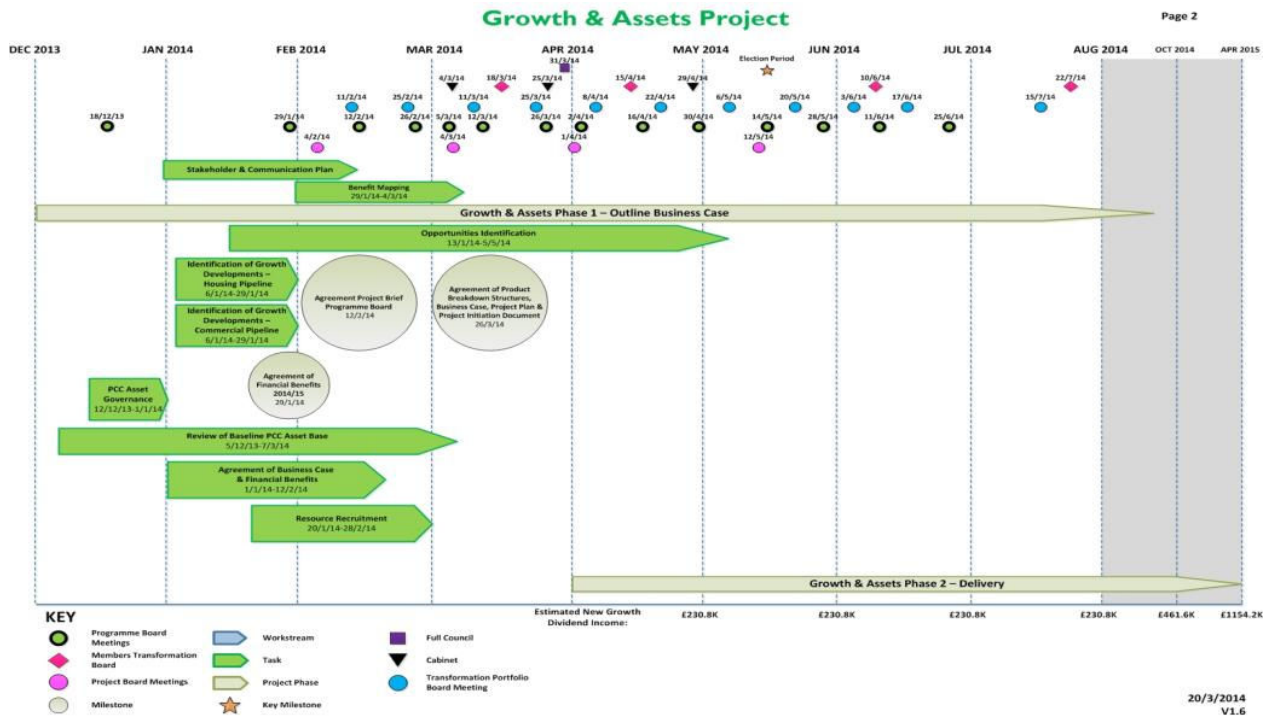 Growth & Assets Project
Page 2
DEC 2013 JAN 2014 FEB 2014 MAR 2014 APR 2014 MAY 2014 JUN 2014 JUL 2014 AUG 2014 OCT 2014 APR 2015
31/3/14
Election Period
4/3/14 18/3/14 25/3/14 15/4/14 29/4/14 10/6/14 22/7/14
11/2/14 25/2/14 11/3/14 25/3/14 8/4/14 22/4/14 6/5/14 20/5/14 3/6/14 17/6/14 15/7/14
18/12/13 29/1/14 12/2/14 26/2/14 5/3/14 12/3/14 26/3/14 2/4/14 16/4/14 30/4/14 14/5/14 28/5/14 11/6/14 25/6/14
4/2/14 4/3/14 1/4/14 12/5/14
Stakeholder & Communication Plan
Benefit Mapping
29/1/14-4/3/14
Growth & Assets Phase 1 – Outline Business Case
Opportunities Identification
13/1/14-5/5/14
Identification of Growth
Developments –
Housing Pipeline
6/1/14-29/1/14
Agreement Project Brief
Programme Board
12/2/14
Agreement of Product
Breakdown Structures,
Business Case, Project Plan &
Project Initiation Document
26/3/14
Identification of Growth
Developments –
Commercial Pipeline
6/1/14-29/1/14
Agreement of
Financial Benefits
2014/15
29/1/14
PCC Asset
Governance
12/12/13-1/1/14
Review of Baseline PCC Asset Base
5/12/13-7/3/14
Agreement of Business Case
& Financial Benefits
1/1/14-12/2/14
Resource Recruitment
20/1/14-28/2/14
Growth & Assets Phase 2 – Delivery
Estimated New Growth
Dividend Income:
£230.8K £230.8K £230.8K £230.8K £461.6K £1154.2K
KEY
Programme Board
Meetings
Members Transformation
Board
Project Board Meetings
Milestone
Workstream
Task
Project Phase
Key Milestone
Full Council
Cabinet
Transformation Portfolio
Board Meeting
20/3/2014
V1.6